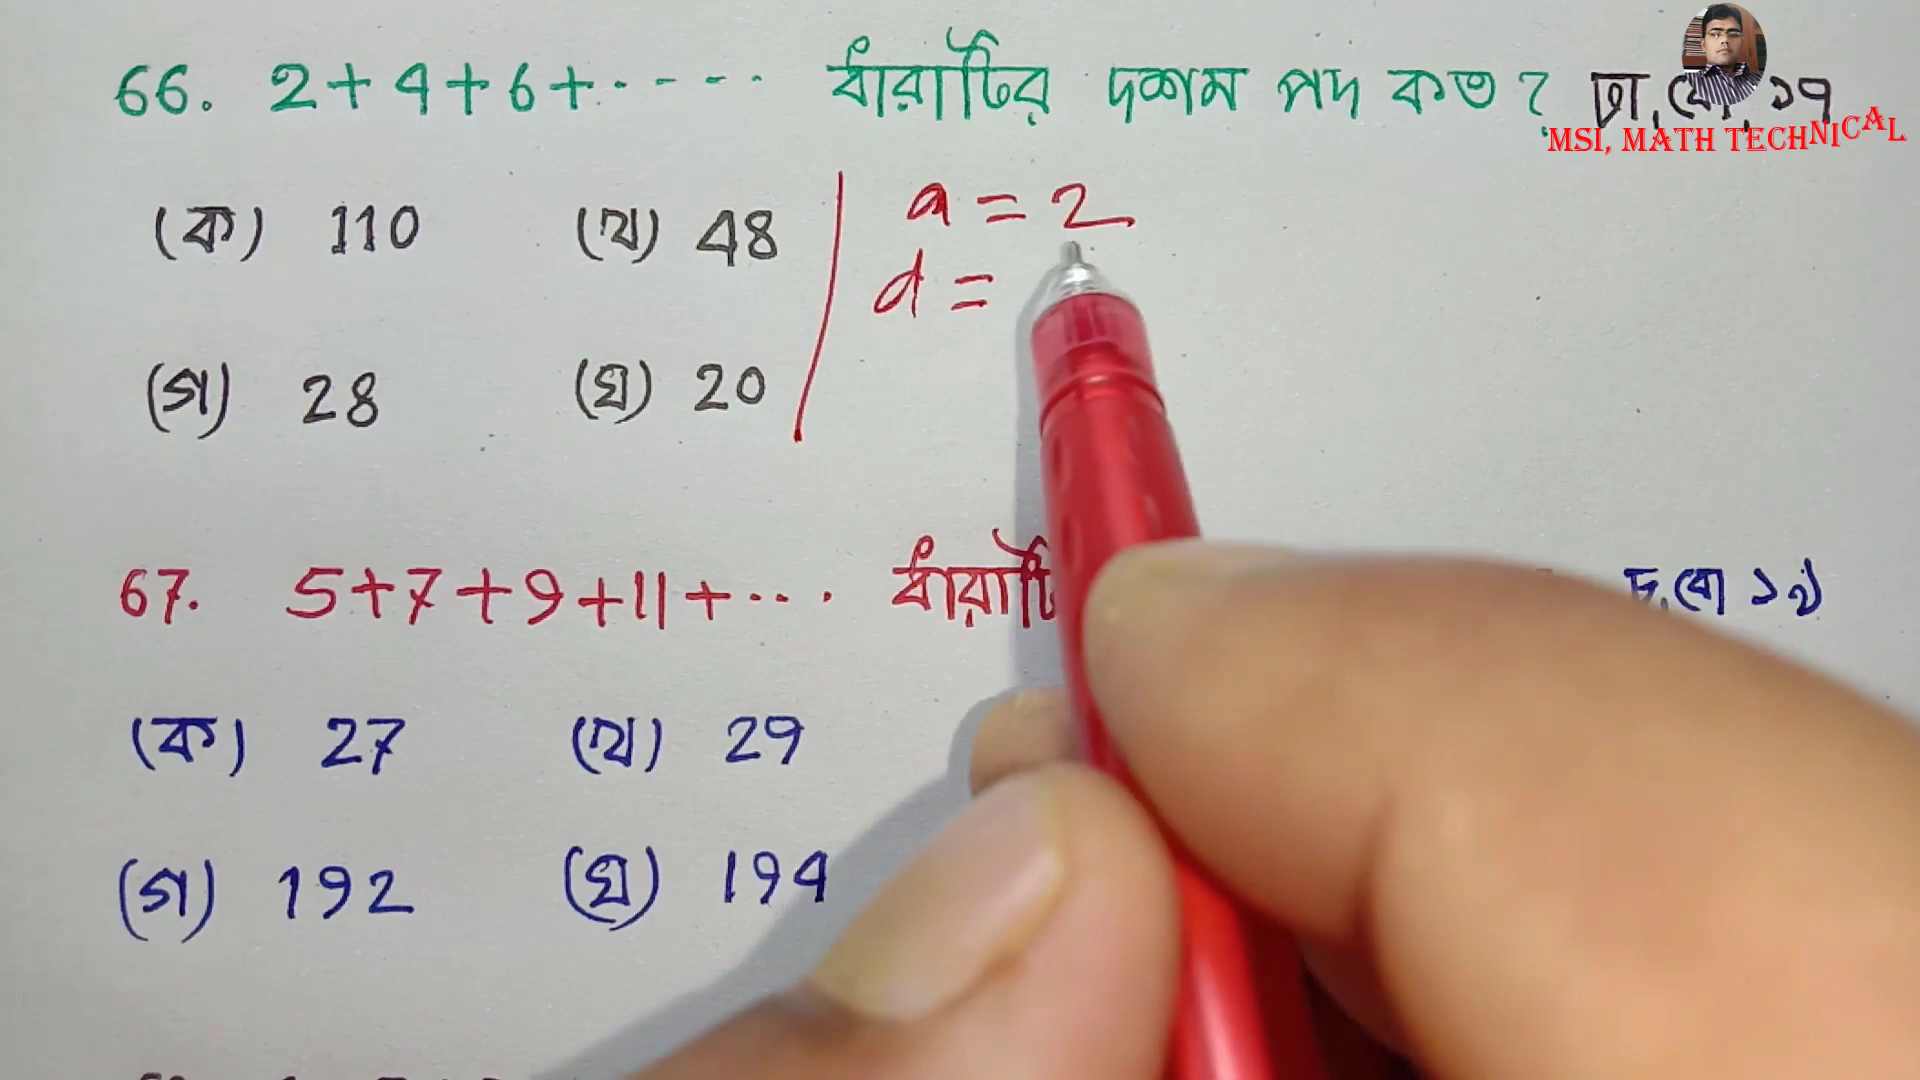 66. 2+4+6+..... ধারাটির দশম পদ কত? ঢা. বো, ১৭
MSI, MATH TECHNICAL
(ক) 110 (খ) 48
(গ) 28 (ঘ) 20
a = 2
d =
67. 5+7+9+11+.... ধারাটি
(ক) 27 (খ) 29
(গ) 192 (ঘ) 194